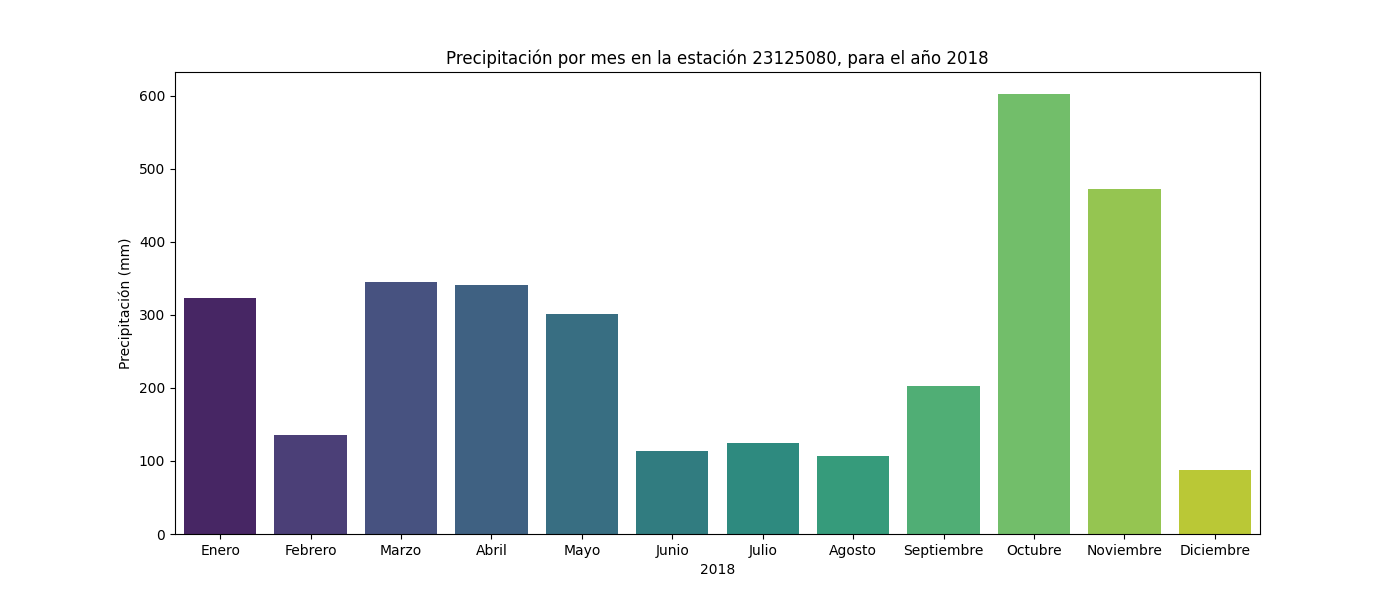 Precipitación por mes en la estación 23125080, para el año 2018
Precipitación (mm)
600
500
400
300
200
100
0
Enero Febrero Marzo Abril Mayo Junio Julio Agosto Septiembre Octubre Noviembre Diciembre
2018